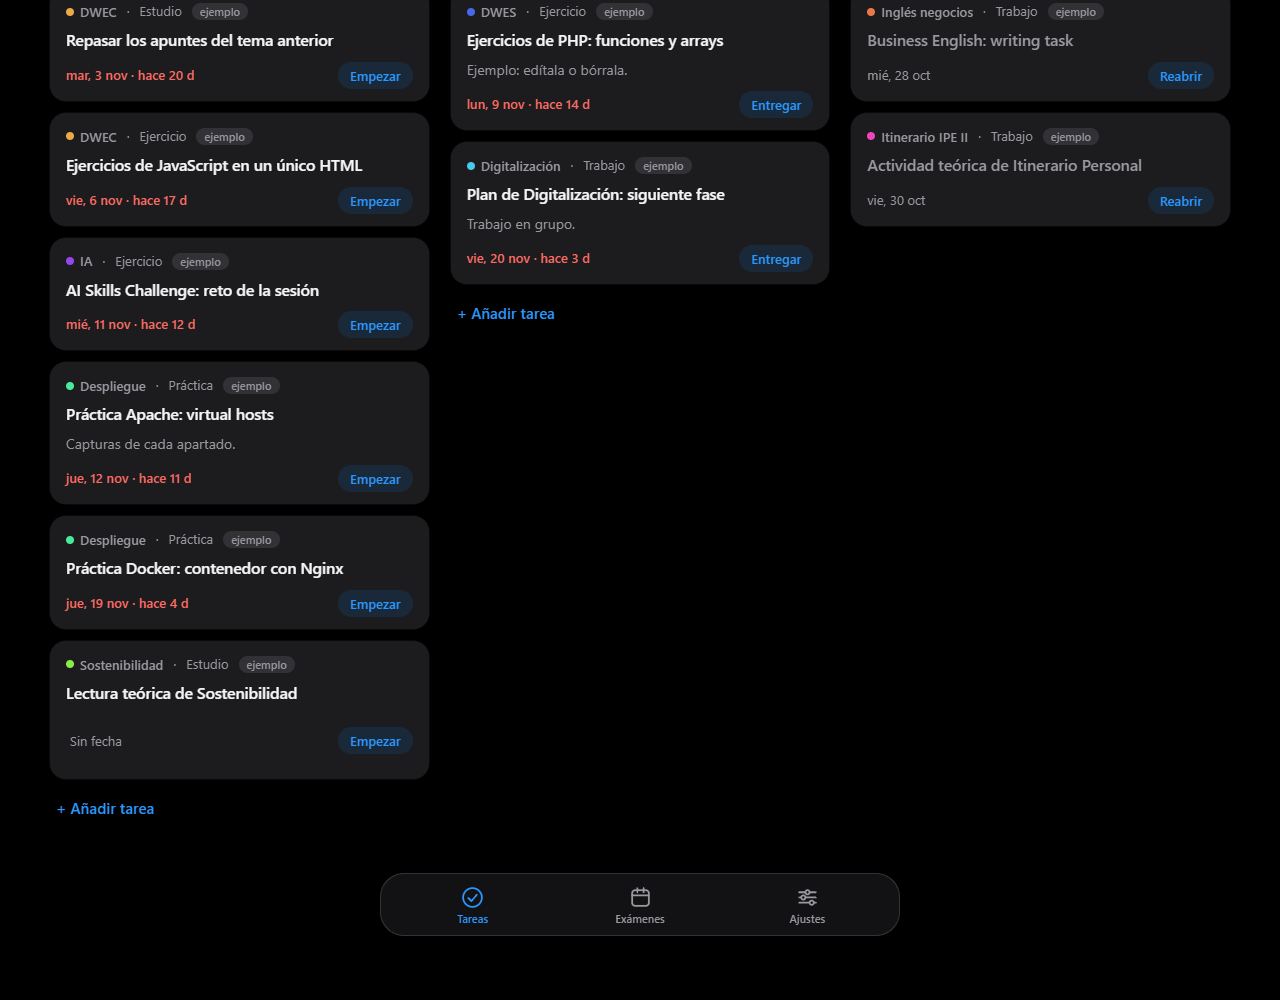 DWEC · Estudio ejemplo
Repasar los apuntes del tema anterior
mar, 3 nov · hace 20 d
Empezar
DWEC · Ejercicio ejemplo
Ejercicios de JavaScript en un único HTML
vie, 6 nov · hace 17 d
Empezar
IA · Ejercicio ejemplo
AI Skills Challenge: reto de la sesión
mié, 11 nov · hace 12 d
Empezar
Despliegue · Práctica ejemplo
Práctica Apache: virtual hosts
Capturas de cada apartado.
jue, 12 nov · hace 11 d
Empezar
Despliegue · Práctica ejemplo
Práctica Docker: contenedor con Nginx
jue, 19 nov · hace 4 d
Empezar
Sostenibilidad · Estudio ejemplo
Lectura teórica de Sostenibilidad
Sin fecha
Empezar
+ Añadir tarea
DWES · Ejercicio ejemplo
Ejercicios de PHP: funciones y arrays
Ejemplo: edítala o bórrala.
lun, 9 nov · hace 14 d
Entregar
Digitalización · Trabajo ejemplo
Plan de Digitalización: siguiente fase
Trabajo en grupo.
vie, 20 nov · hace 3 d
Entregar
+ Añadir tarea
Inglés negocios · Trabajo ejemplo
Business English: writing task
mié, 28 oct
Reabrir
Itinerario IPE II · Trabajo ejemplo
Actividad teórica de Itinerario Personal
vie, 30 oct
Reabrir
Tareas
Exámenes
Ajustes